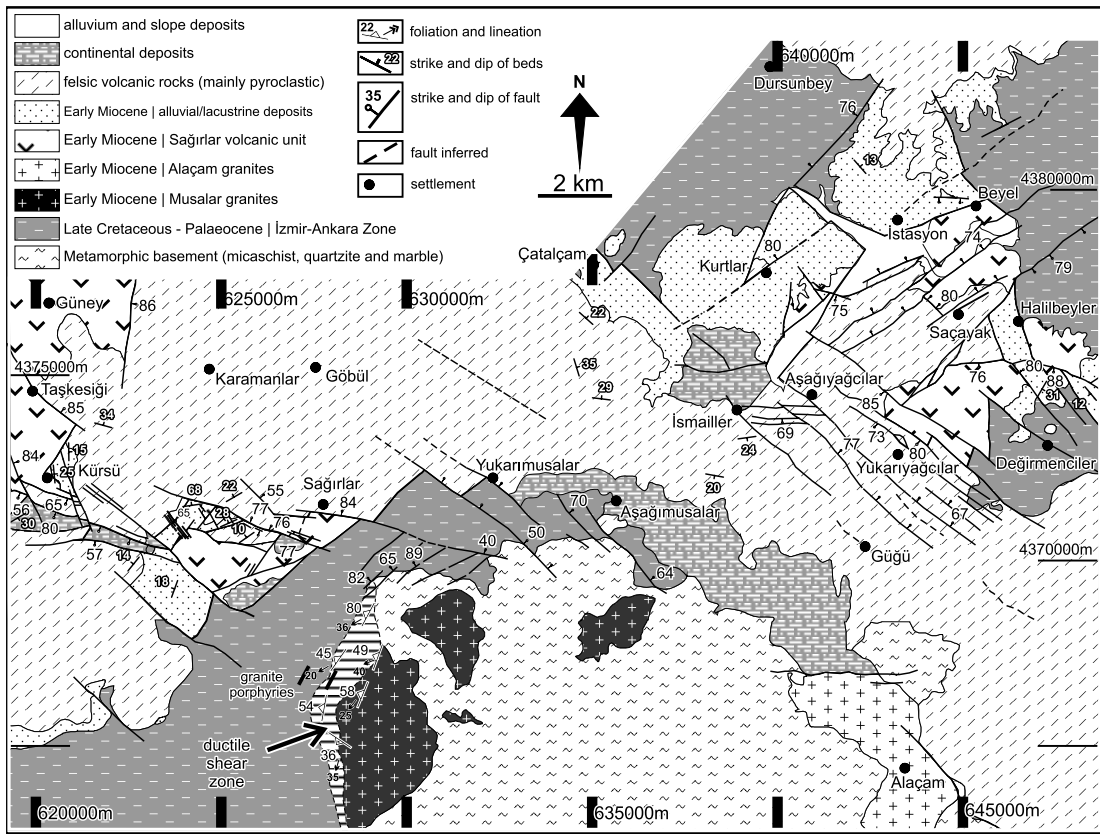 alluvium and slope deposits
continental deposits
felsic volcanic rocks (mainly pyroclastic)
Early Miocene | alluvial/lacustrine deposits
Early Miocene | Sağırlar volcanic unit
Early Miocene | Alaçam granites
Early Miocene | Musalar granites
Late Cretaceous - Palaeocene | İzmir-Ankara Zone
Metamorphic basement (micaschist, quartzite and marble)
22
foliation and lineation
22
strike and dip of beds
35
strike and dip of fault
fault inferred
settlement
N
2 km
640000m
Dursunbey
76
13
4380000m
Beyel
İstasyon
74
Çatalçam
80
Kurtlar
79
Güney
86
625000m
630000m
22
75
80
Saçayak
Halilbeyler
4375000m
Karamanlar
Göbül
35
29
Taşkesiği
85
34
Aşağıyağcılar
76
80
88
31
12
İsmailler
69
85
77
73
80
24
Yukarıyağcılar
Değirmenciler
84
15
25
Kürsü
Yukarımusalar
20
68
22
55
Sağırlar
77
84
65
56
30
80
65
28
10
76
70
Aşağımusalar
67
57
14
77
50
65
89
40
Güğü
4370000m
18
82
64
80
36
45
49
20
40
granite
porphyries
58
25
54
ductile
shear
zone
36
35
Alaçam
620000m
635000m
645000m